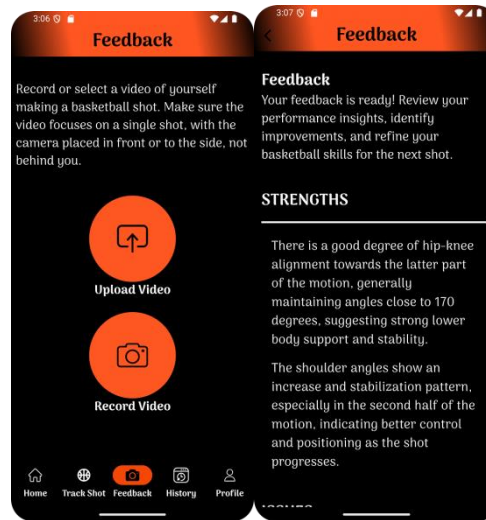 3:06
Feedback
Record or select a video of yourself
making a basketball shot. Make sure the
video focuses on a single shot, with the
camera placed in front or to the side, not
behind you.
Upload Video
Record Video
Home Track Shot Feedback History Profile
3:07
Feedback
Feedback
Your feedback is ready! Review your
performance insights, identify
improvements, and refine your
basketball skills for the next shot.
STRENGTHS
There is a good degree of hip-knee
alignment towards the latter part
of the motion, generally
maintaining angles close to 170
degrees, suggesting strong lower
body support and stability.
The shoulder angles show an
increase and stabilization pattern,
especially in the second half of the
motion, indicating better control
and positioning as the shot
progresses.